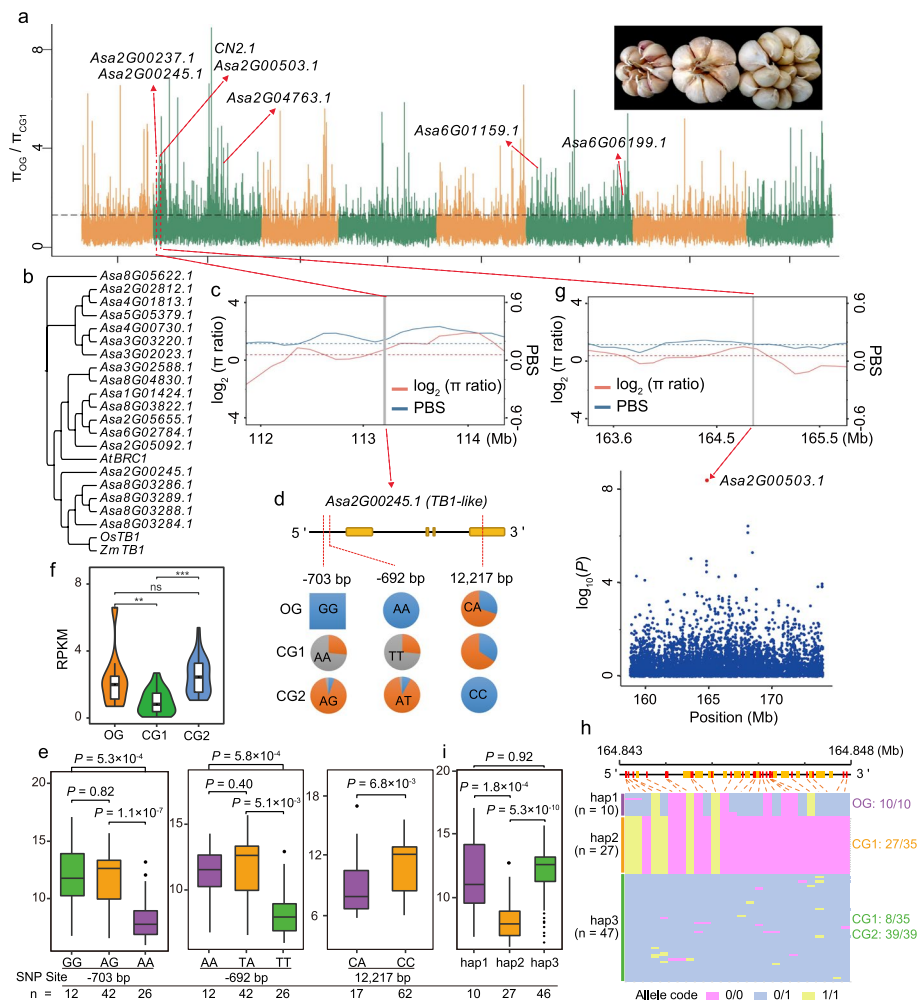 a
8
4
0
π_OG / π_CG1
Asa2G00237.1
Asa2G00245.1
CN2.1
Asa2G00503.1
Asa2G04763.1
Asa6G01159.1
Asa6G06199.1
b
Asa8G05622.1
Asa2G02812.1
Asa4G01813.1
Asa5G05379.1
Asa4G00730.1
Asa3G03220.1
Asa3G02023.1
Asa3G02588.1
Asa8G04830.1
Asa1G01424.1
Asa8G03822.1
Asa2G05655.1
Asa6G02784.1
Asa2G05092.1
AtBRC1
Asa2G00245.1
Asa8G03286.1
Asa8G03289.1
Asa8G03288.1
Asa8G03284.1
OsTB1
ZmTB1
c
4
0
-4
log₂ (π ratio)
0.6
0.0
-0.6
PBS
log₂ (π ratio)
PBS
112 113 114 (Mb)
g
4
0
-4
log₂ (π ratio)
0.6
0.0
-0.6
PBS
log₂ (π ratio)
PBS
163.6 164.5 165.5 (Mb)
d
Asa2G00245.1 (TB1-like)
5 ' 3 '
-703 bp -692 bp 12,217 bp
OG GG AA CA
CG1 AA TT
CG2 AG AT CC
Asa2G00503.1
8
4
0
log₁₀(P)
160 165 170
Position (Mb)
f
RPKM
4
2
0
***
ns
**
OG CG1 CG2
e
20
15
10
P = 5.3×10⁻⁴
P = 0.82
P = 1.1×10⁻⁷
GG AG AA
15
10
P = 5.8×10⁻⁴
P = 0.40
P = 5.1×10⁻³
AA TA TT
18
12
6
P = 6.8×10⁻³
CA CC
SNP Site -703 bp -692 bp 12,217 bp
n = 12 42 26 12 42 26 17 62
i
20
15
10
P = 0.92
P = 1.8×10⁻⁴
P = 5.3×10⁻¹⁰
hap1 hap2 hap3
10 27 46
h
164.843 164.848 (Mb)
5 ' 3 '
hap1
(n = 10)
hap2
(n = 27)
hap3
(n = 47)
OG: 10/10
CG1: 27/35
CG1: 8/35
CG2: 39/39
Allele code 0/0 0/1 1/1